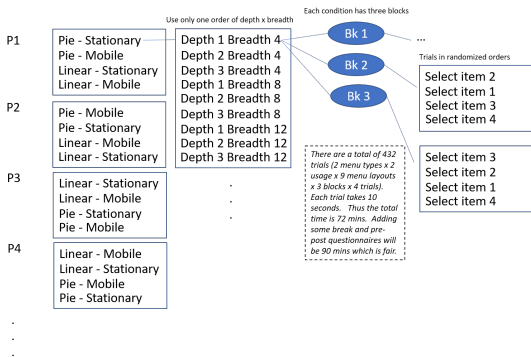 Use only one order of depth x breadth
Each condition has three blocks
P1
Pie - Stationary
Pie - Mobile
Linear - Stationary
Linear - Mobile
P2
Pie - Mobile
Pie - Stationary
Linear - Mobile
Linear - Stationary
P3
Linear - Stationary
Linear - Mobile
Pie - Stationary
Pie - Mobile
P4
Linear - Mobile
Linear - Stationary
Pie - Mobile
Pie - Stationary
.
.
.
Depth 1 Breadth 4
Depth 2 Breadth 4
Depth 3 Breadth 4
Depth 1 Breadth 8
Depth 2 Breadth 8
Depth 3 Breadth 8
Depth 1 Breadth 12
Depth 2 Breadth 12
Depth 3 Breadth 12
.
.
.
Bk 1
Bk 2
Bk 3
...
Trials in randomized orders
Select item 2
Select item 1
Select item 3
Select item 4
Select item 3
Select item 2
Select item 1
Select item 4
There are a total of 432
trials (2 menu types x 2
usage x 9 menu layouts
x 3 blocks x 4 trials).
Each trial takes 10
seconds. Thus the total
time is 72 mins. Adding
some break and pre-
post questionnaires will
be 90 mins which is fair.